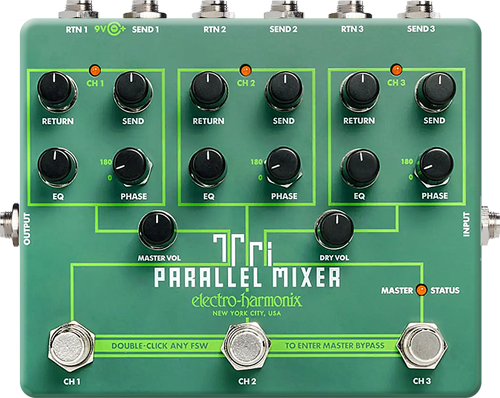 RTN 1 9V + SEND 1 RTN 2 SEND 2 RTN 3 SEND 3
CH 1 CH 2 CH 3
RETURN SEND RETURN SEND RETURN SEND
180 180 180
0 0 0
EQ PHASE EQ PHASE EQ PHASE
OUTPUT
INPUT
MASTER VOL Tri DRY VOL
PARALLEL MIXER
electro-harmonix
NEW YORK CITY, USA
MASTER STATUS
DOUBLE-CLICK ANY FSW TO ENTER MASTER BYPASS
CH 1 CH 2 CH 3